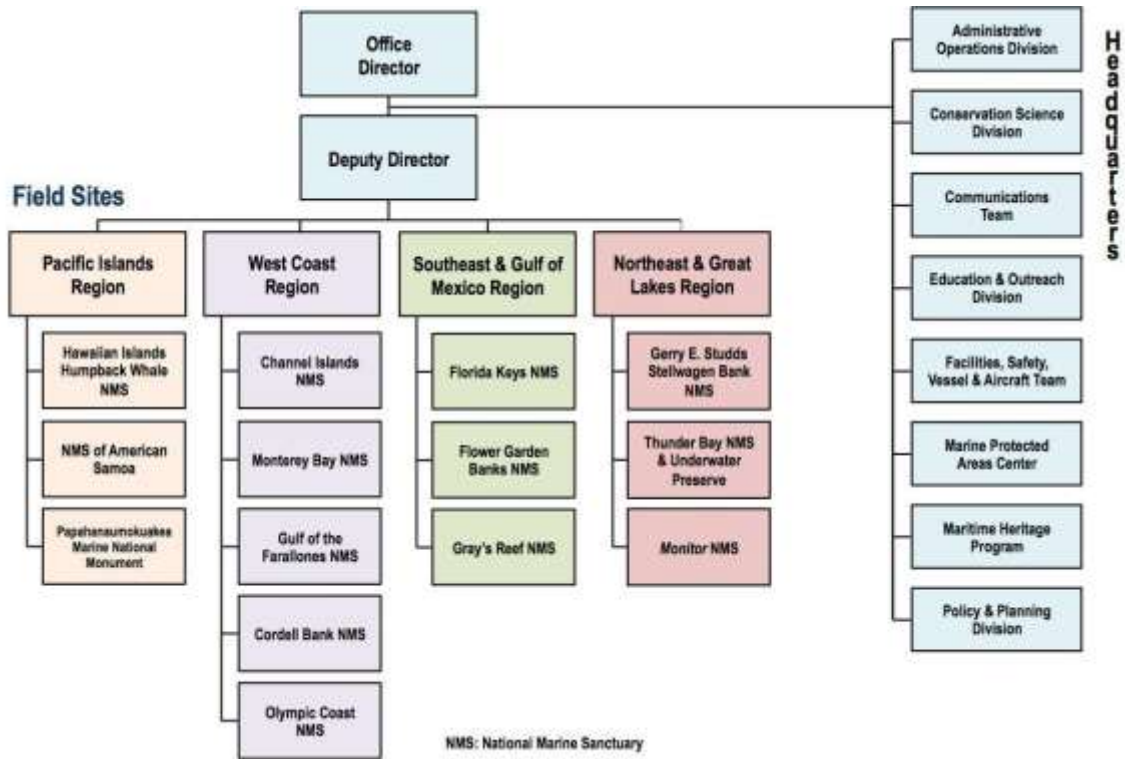 Office
Director
Deputy Director
Field Sites
Pacific Islands
Region
Hawaiian Islands
Humpback Whale
NMS
NMS of American
Samoa
Papahanaumokuakea
Marine National
Monument
West Coast
Region
Channel Islands
NMS
Monterey Bay NMS
Gulf of the
Farallones NMS
Cordell Bank NMS
Olympic Coast
NMS
Southeast & Gulf of
Mexico Region
Florida Keys NMS
Flower Garden
Banks NMS
Gray's Reef NMS
Northeast & Great
Lakes Region
Gerry E. Studds
Stellwagen Bank
NMS
Thunder Bay NMS
& Underwater
Preserve
Monitor NMS
Headquarters
Administrative
Operations Division
Conservation Science
Division
Communications
Team
Education & Outreach
Division
Facilities, Safety,
Vessel & Aircraft Team
Marine Protected
Areas Center
Maritime Heritage
Program
Policy & Planning
Division
NMS: National Marine Sanctuary